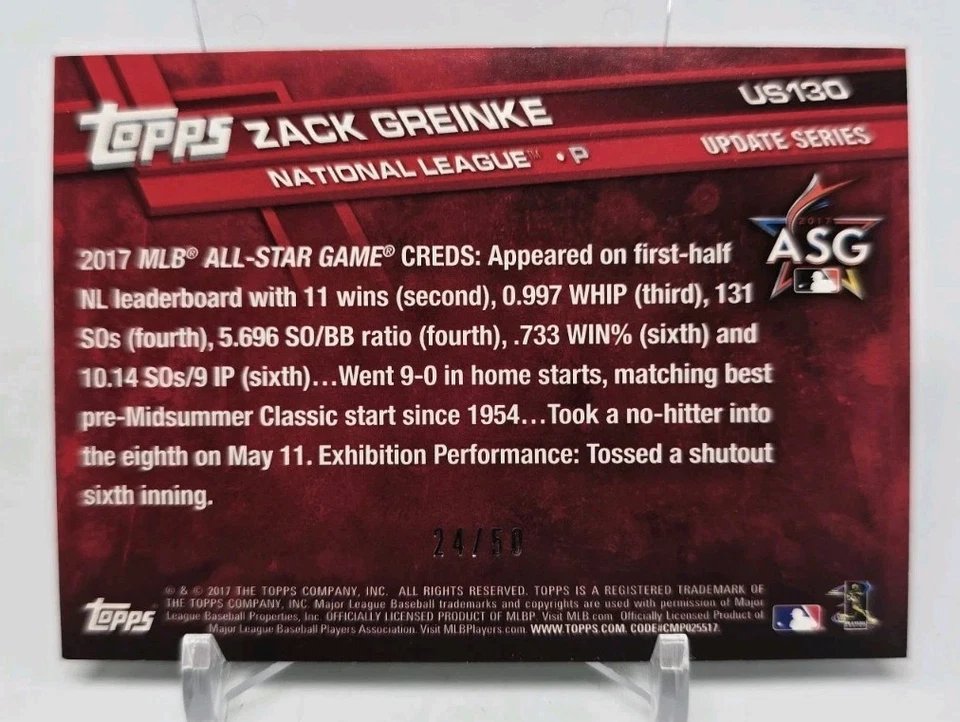 US130
topps ZACK GREINKE
UPDATE SERIES
NATIONAL LEAGUE™ • P
2017
ASG
2017 MLB® ALL-STAR GAME® CREDS: Appeared on first-half
NL leaderboard with 11 wins (second), 0.997 WHIP (third), 131
SOs (fourth), 5.696 SO/BB ratio (fourth), .733 WIN% (sixth) and
10.14 SOs/9 IP (sixth)...Went 9-0 in home starts, matching best
pre-Midsummer Classic start since 1954...Took a no-hitter into
the eighth on May 11. Exhibition Performance: Tossed a shutout
sixth inning.
24/50
® & © 2017 THE TOPPS COMPANY, INC. ALL RIGHTS RESERVED. TOPPS IS A REGISTERED TRADEMARK OF
THE TOPPS COMPANY, INC. Major League Baseball trademarks and copyrights are used with permission of Major
League Baseball Properties, Inc. OFFICIALLY LICENSED PRODUCT OF MLBP. Visit MLB.com Officially Licensed Product of
Major League Baseball Players Association. Visit MLBPlayers.com. WWW.TOPPS.COM. CODE#CMP025517
topps